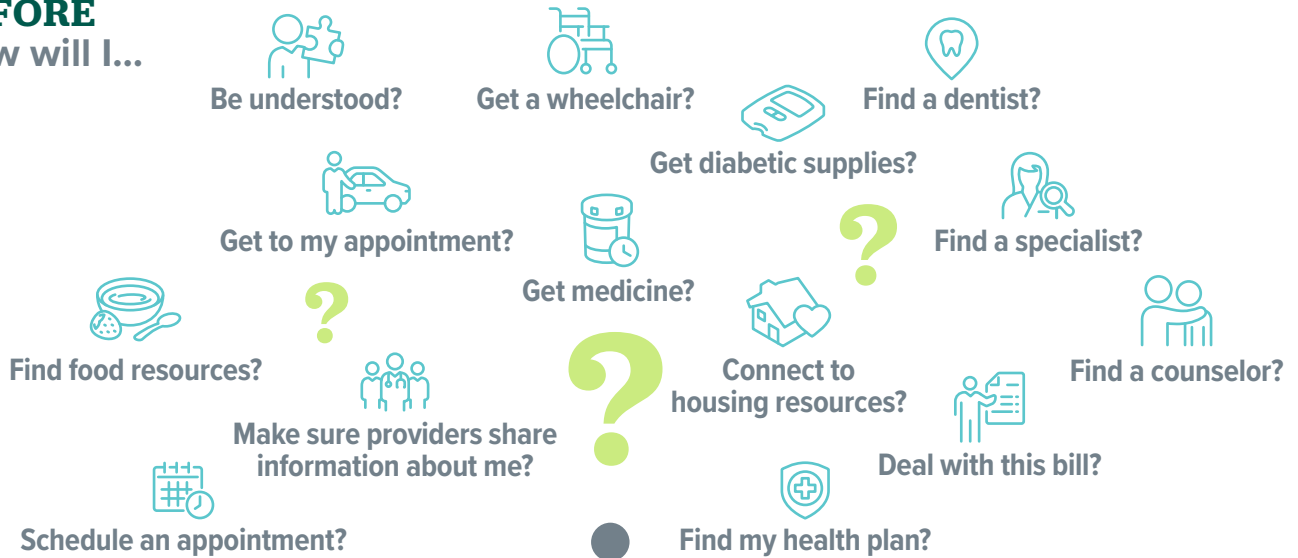 FORE
w will I...
Be understood?
Get a wheelchair?
Find a dentist?
Get diabetic supplies?
Get to my appointment?
?
Find a specialist?
Get medicine?
?
Find food resources?
?
Connect to
housing resources?
Find a counselor?
Make sure providers share
information about me?
Deal with this bill?
Schedule an appointment?
Find my health plan?